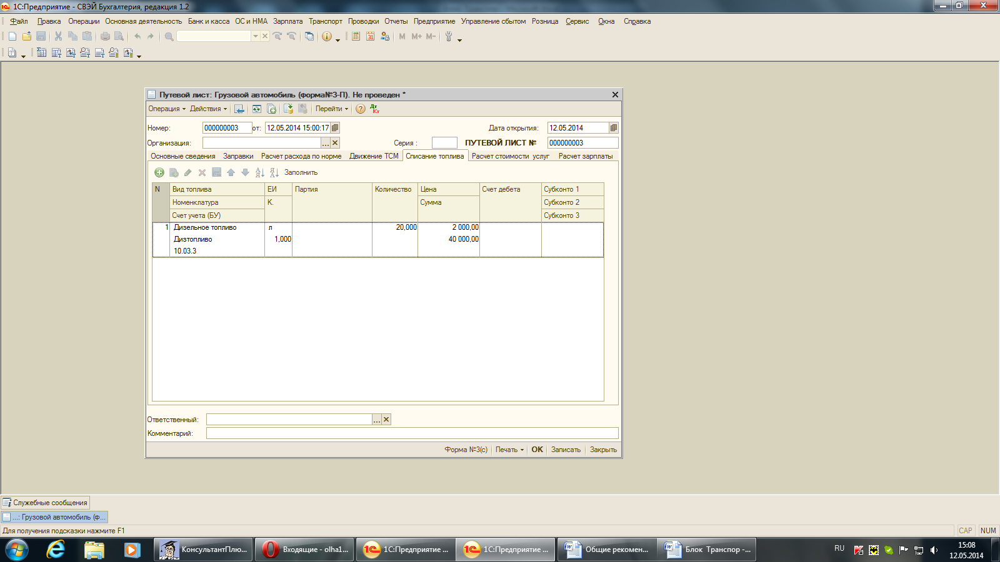 1С:Предприятие - СВЭЙ Бухгалтерия, редакция 1.2
Файл Правка Операции Основная деятельность Банк и касса ОС и НМА Зарплата Транспорт Проводки Отчеты Предприятие Управление сбытом Розница Сервис Окна Справка
M M+ M-
Путевой лист: Грузовой автомобиль (форма№3-П). Не проведен *
Операция Действия Перейти Дт Кт
Номер: 000000003 от: 12.05.2014 15:00:17 Дата открытия: 12.05.2014
Организация: ... Серия : ПУТЕВОЙ ЛИСТ № 000000003
Основные сведения Заправки Расчет расхода по норме Движение ТСМ Списание топлива Расчет стоимости услуг Расчет зарплаты
Заполнить
N Вид топлива ЕИ Партия Количество Цена Счет дебета Субконто 1
Номенклатура К. Сумма Субконто 2
Счет учета (БУ) Субконто 3
1 Дизельное топливо л 20,000 2 000,00
Дизтопливо 1,000 40 000,00
10.03.3
Ответственный: ...
Комментарий:
Форма №3(с) Печать OK Записать Закрыть
Служебные сообщения
...: Грузовой автомобиль (ф...
Для получения подсказки нажмите F1 CAP NUM
КонсультантПлю... Входящие - olha1... 1С:Предприятие ... 1С:Предприятие ... Общие рекомен... Блок Транспор -... RU 15:08
12.05.2014